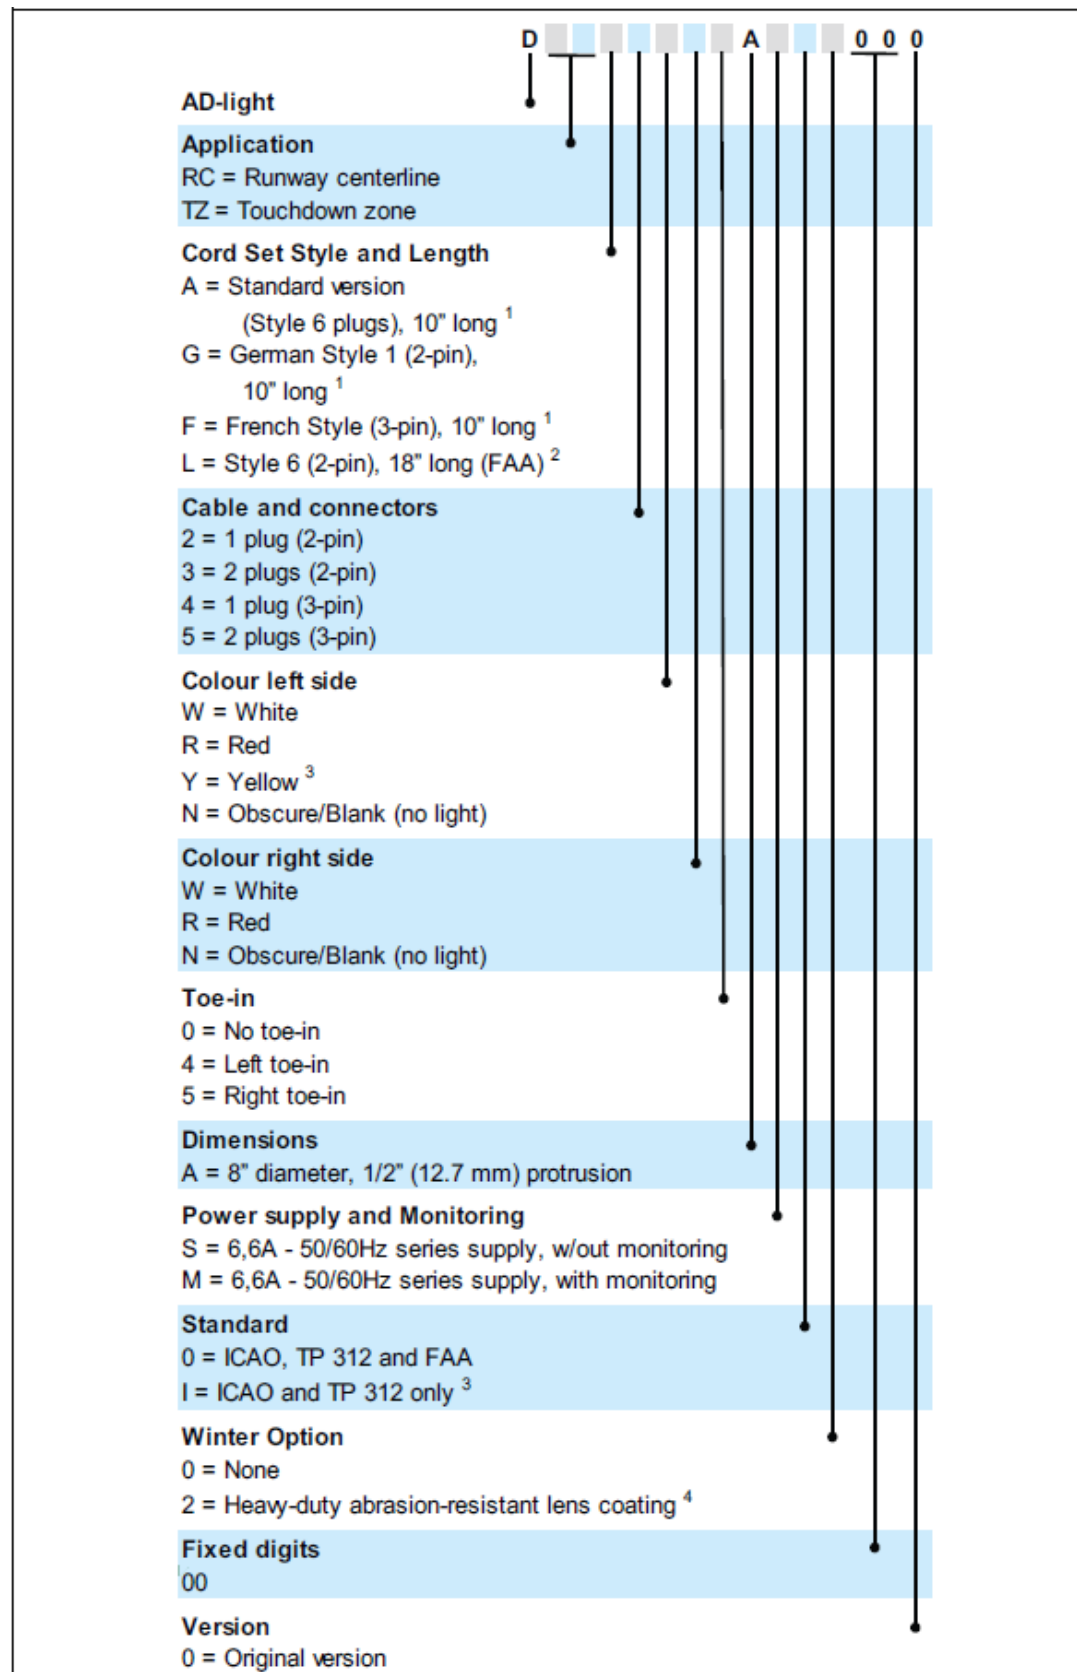 D A 0 0 0
AD-light
Application
RC = Runway centerline
TZ = Touchdown zone
Cord Set Style and Length
A = Standard version
(Style 6 plugs), 10" long 1
G = German Style 1 (2-pin),
10" long 1
F = French Style (3-pin), 10" long 1
L = Style 6 (2-pin), 18" long (FAA) 2
Cable and connectors
2 = 1 plug (2-pin)
3 = 2 plugs (2-pin)
4 = 1 plug (3-pin)
5 = 2 plugs (3-pin)
Colour left side
W = White
R = Red
Y = Yellow 3
N = Obscure/Blank (no light)
Colour right side
W = White
R = Red
N = Obscure/Blank (no light)
Toe-in
0 = No toe-in
4 = Left toe-in
5 = Right toe-in
Dimensions
A = 8" diameter, 1/2" (12.7 mm) protrusion
Power supply and Monitoring
S = 6,6A - 50/60Hz series supply, w/out monitoring
M = 6,6A - 50/60Hz series supply, with monitoring
Standard
0 = ICAO, TP 312 and FAA
I = ICAO and TP 312 only 3
Winter Option
0 = None
2 = Heavy-duty abrasion-resistant lens coating 4
Fixed digits
00
Version
0 = Original version